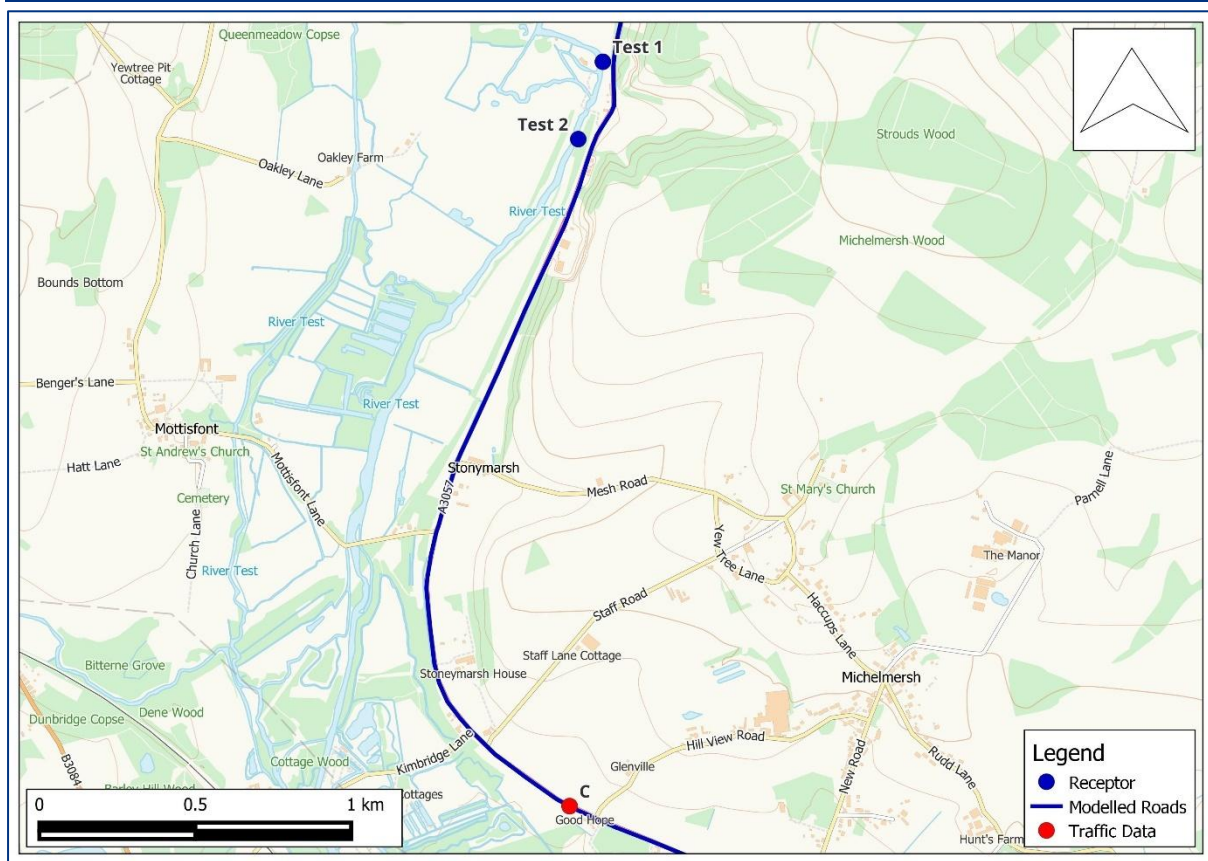 Queenmeadow Copse
Test 1
Yewtree Pit
Cottage
Test 2
Strouds Wood
Oakley Farm
Oakley Lane
River Test
Michelmersh Wood
Bounds Bottom
River Test
Benger's Lane
River Test
Mottisfont
St Andrew's Church
Hatt Lane
Mottisfont Lane
Stonymarsh
Cemetery
A3057
Mesh Road
St Mary's Church
Parnell Lane
Church Lane
Yew Tree Lane
The Manor
River Test
Staff Road
Haccups Lane
Bitterne Grove
Staff Lane Cottage
Stoneymarsh House
Michelmersh
Dunbridge Copse
Dene Wood
Hill View Road
Kimbridge Lane
B3084
Cottage Wood
Glenville
New Road
Rudd Lane
Barley Hill Wood
Cottages
C
Good Hope
Hunt's Farm
0 0.5 1 km
Legend
Receptor
Modelled Roads
Traffic Data